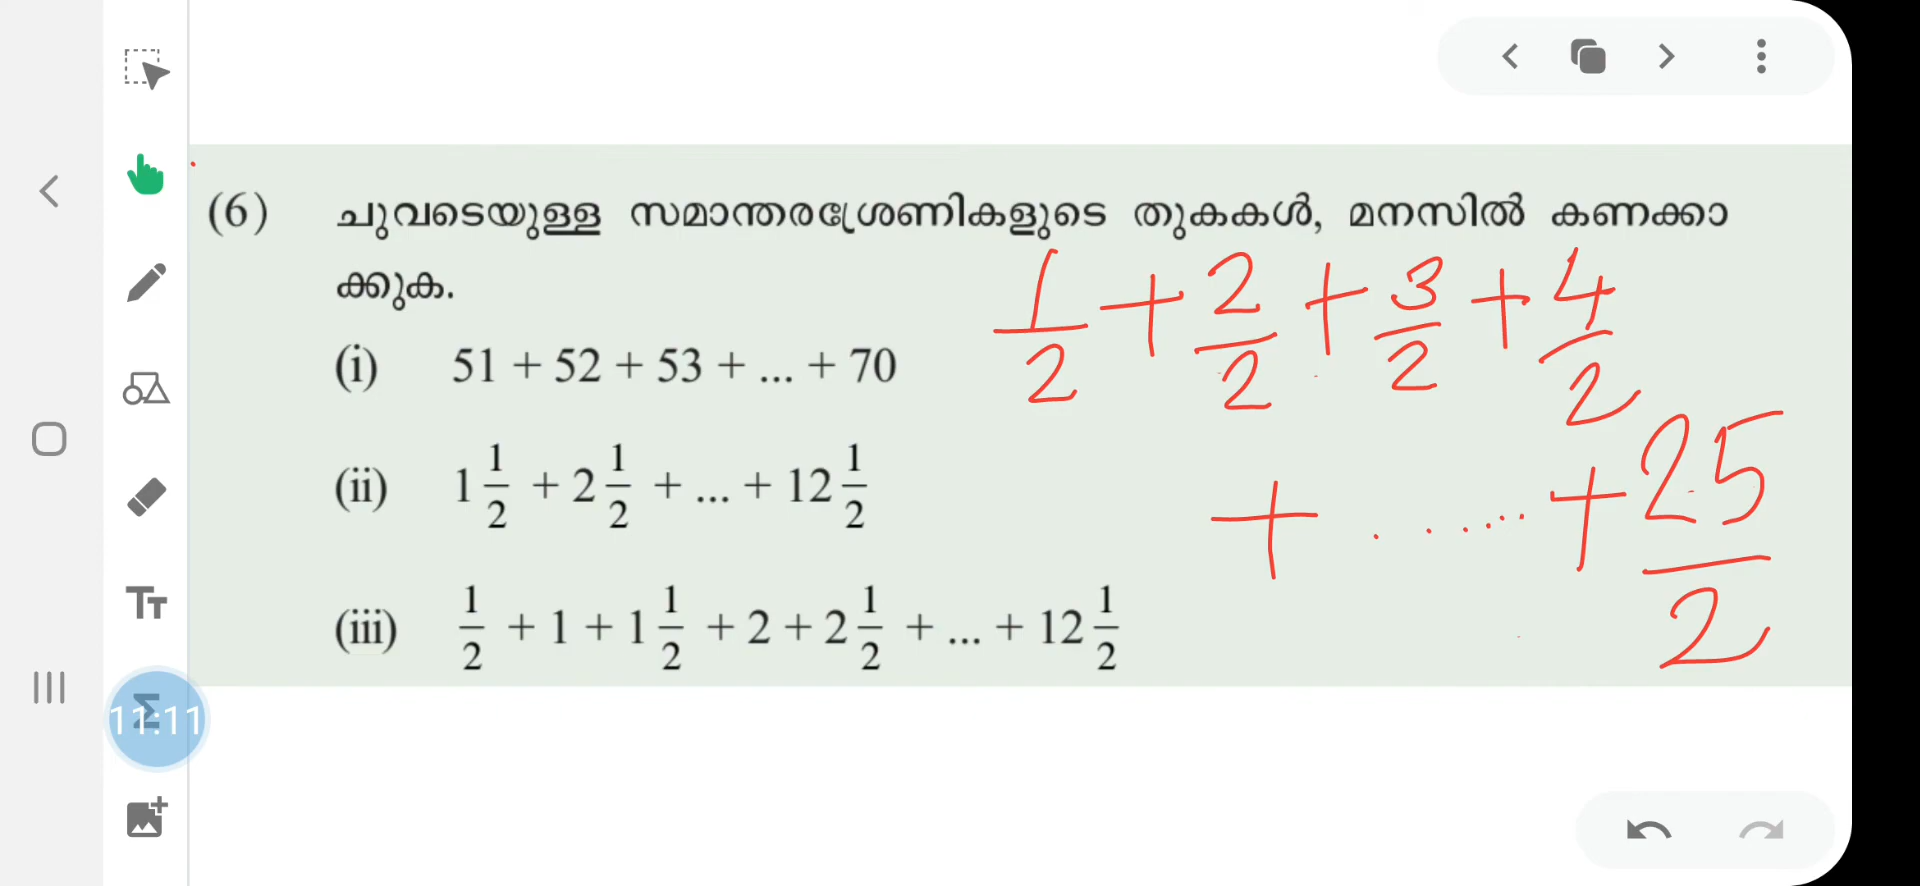 (6) ചുവടെയുള്ള സമാന്തരശ്രേണികളുടെ തുകകൾ, മനസിൽ കണക്കാ
ക്കുക.
1/2 + 2/2 + 3/2 + 4/2
(i) 51 + 52 + 53 + ... + 70
+ ...... + 25/2
(ii) 1 1/2 + 2 1/2 + ... + 12 1/2
(iii) 1/2 + 1 + 1 1/2 + 2 + 2 1/2 + ... + 12 1/2
TT
Σ
11:11